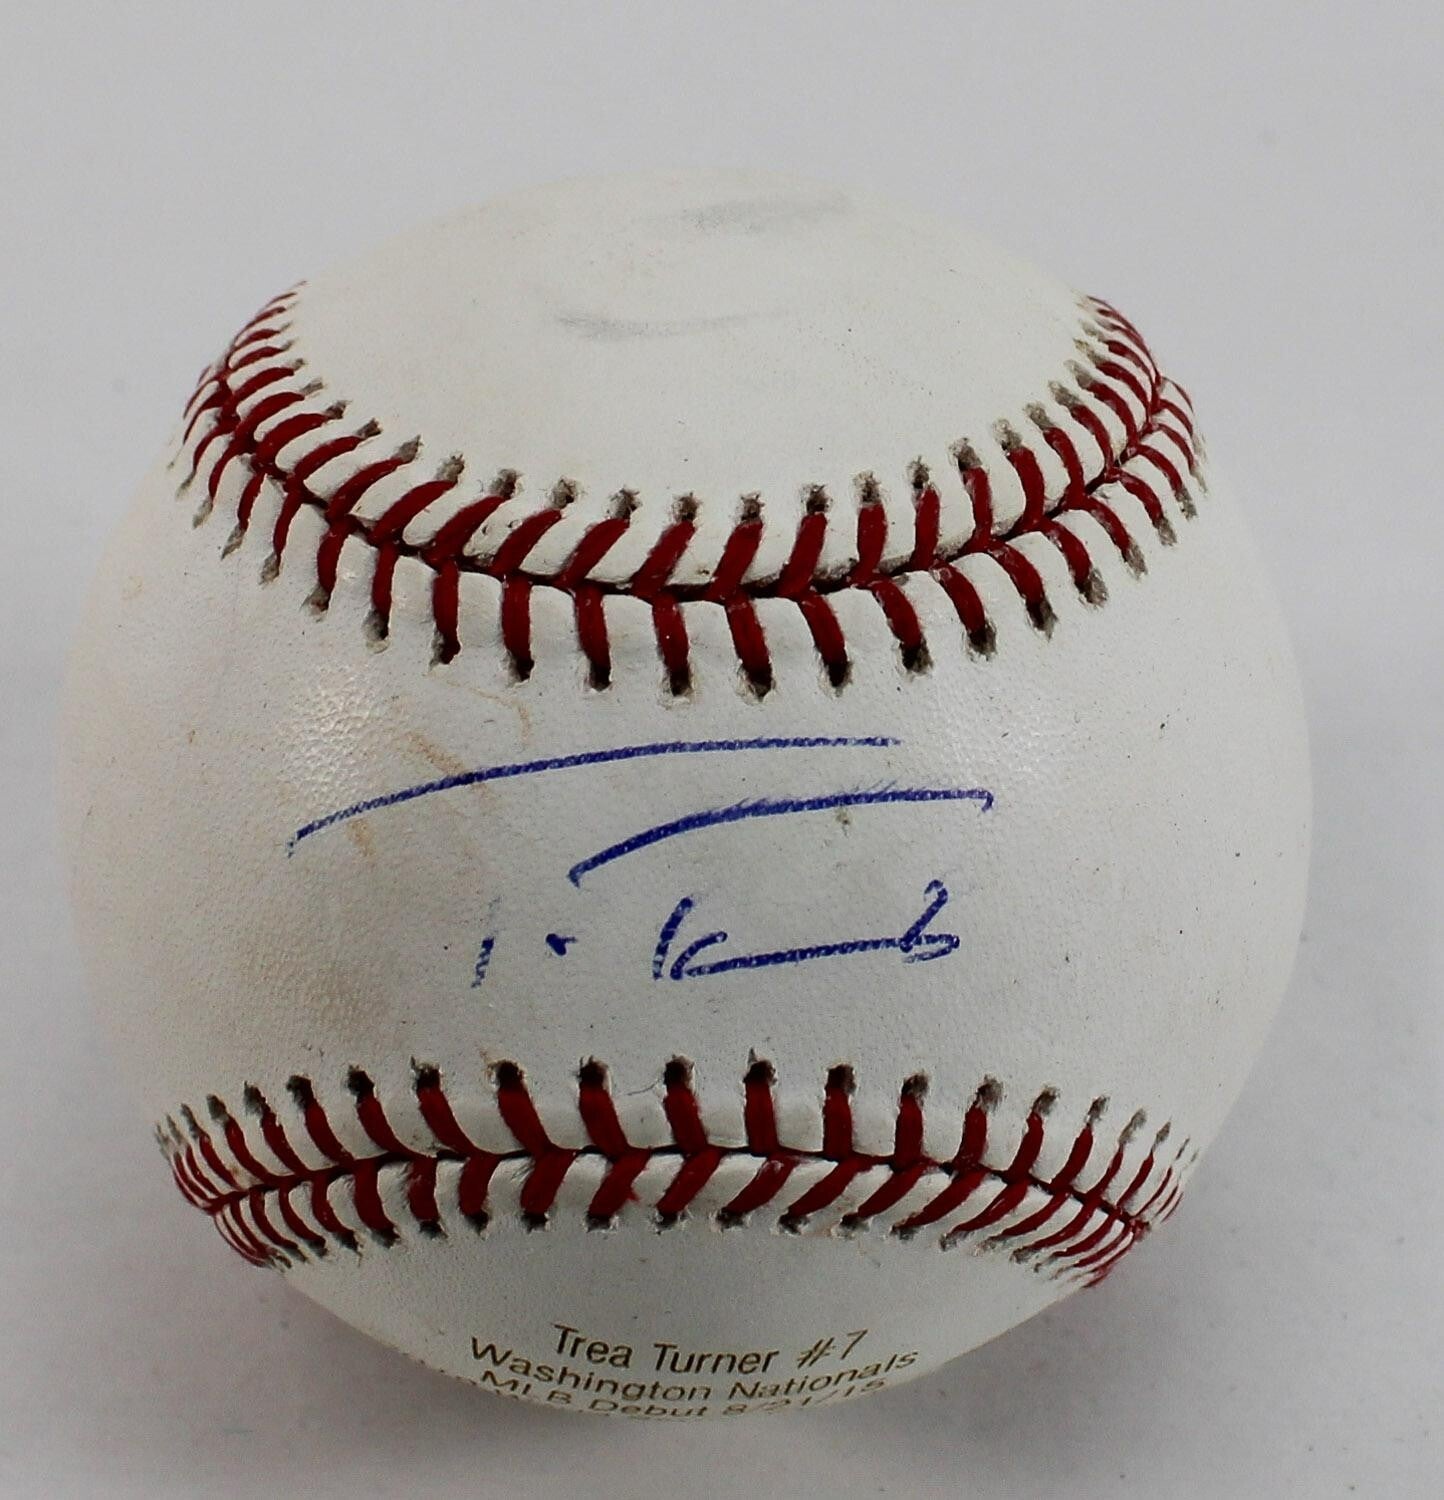 Trea Turner #7
Washington Nationals
MLB Debut 8/21/15